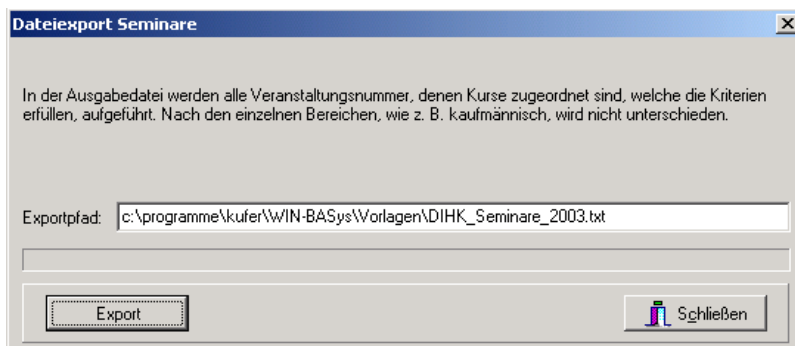 Dateiexport Seminare
In der Ausgabedatei werden alle Veranstaltungsnummer, denen Kurse zugeordnet sind, welche die Kriterien
erfüllen, aufgeführt. Nach den einzelnen Bereichen, wie z. B. kaufmännisch, wird nicht unterschieden.
Exportpfad: c:\programme\kufer\WIN-BASys\Vorlagen\DIHK_Seminare_2003.txt
Export Schließen